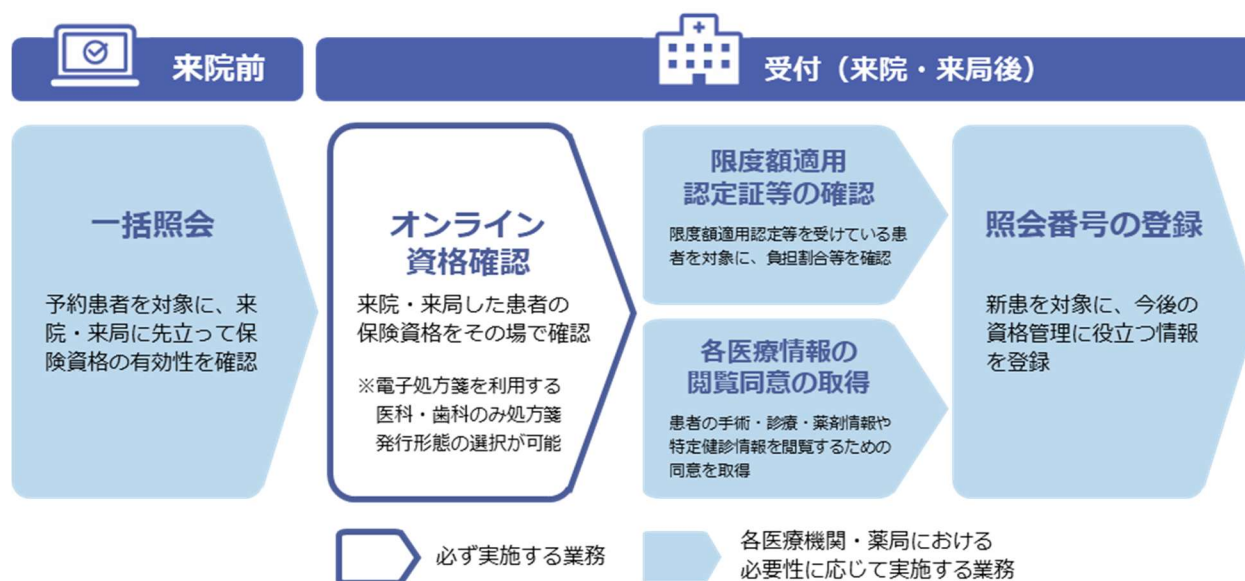 来院前
受付（来院・来局後）
一括照会
予約患者を対象に、来
院・来局に先立って保
険資格の有効性を確認
オンライン
資格確認
来院・来局した患者の
保険資格をその場で確認
※電子処方箋を利用する
医科・歯科のみ処方箋
発行形態の選択が可能
限度額適用
認定証等の確認
限度額適用認定等を受けている患
者を対象に、負担割合等を確認
各医療情報の
閲覧同意の取得
患者の手術・診療・薬剤情報や
特定健診情報を閲覧するための
同意を取得
照会番号の登録
新患を対象に、今後の
資格管理に役立つ情報
を登録
必ず実施する業務
各医療機関・薬局における
必要性に応じて実施する業務